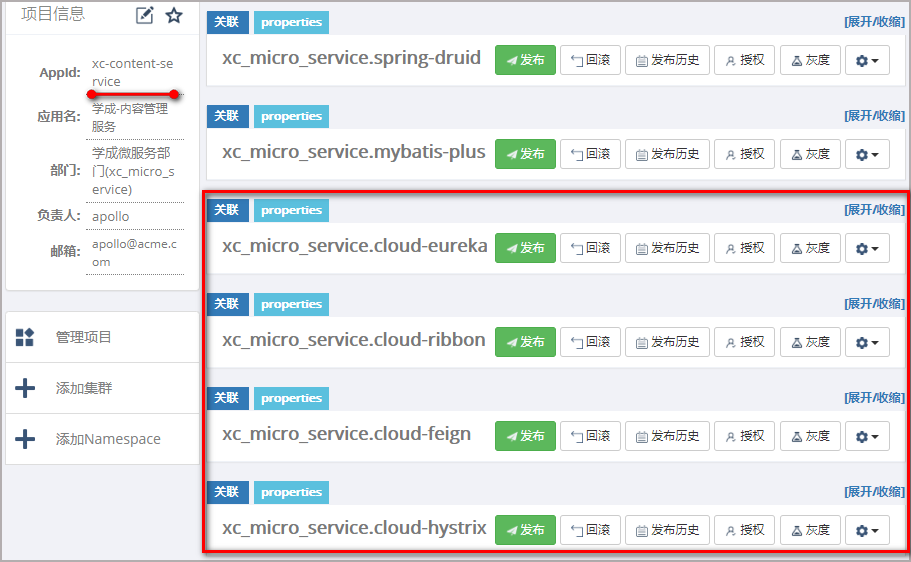 项目信息
AppId:
xc-content-se
rvice
应用名:
学成-内容管理
服务
部门:
学成微服务部
门(xc_micro_s
ervice)
负责人:
apollo
邮箱:
apollo@acme.c
om
管理项目
添加集群
添加Namespace
关联 properties [展开/收缩]
xc_micro_service.spring-druid 发布 回滚 发布历史 授权 灰度
关联 properties [展开/收缩]
xc_micro_service.mybatis-plus 发布 回滚 发布历史 授权 灰度
关联 properties [展开/收缩]
xc_micro_service.cloud-eureka 发布 回滚 发布历史 授权 灰度
关联 properties [展开/收缩]
xc_micro_service.cloud-ribbon 发布 回滚 发布历史 授权 灰度
关联 properties [展开/收缩]
xc_micro_service.cloud-feign 发布 回滚 发布历史 授权 灰度
关联 properties [展开/收缩]
xc_micro_service.cloud-hystrix 发布 回滚 发布历史 授权 灰度